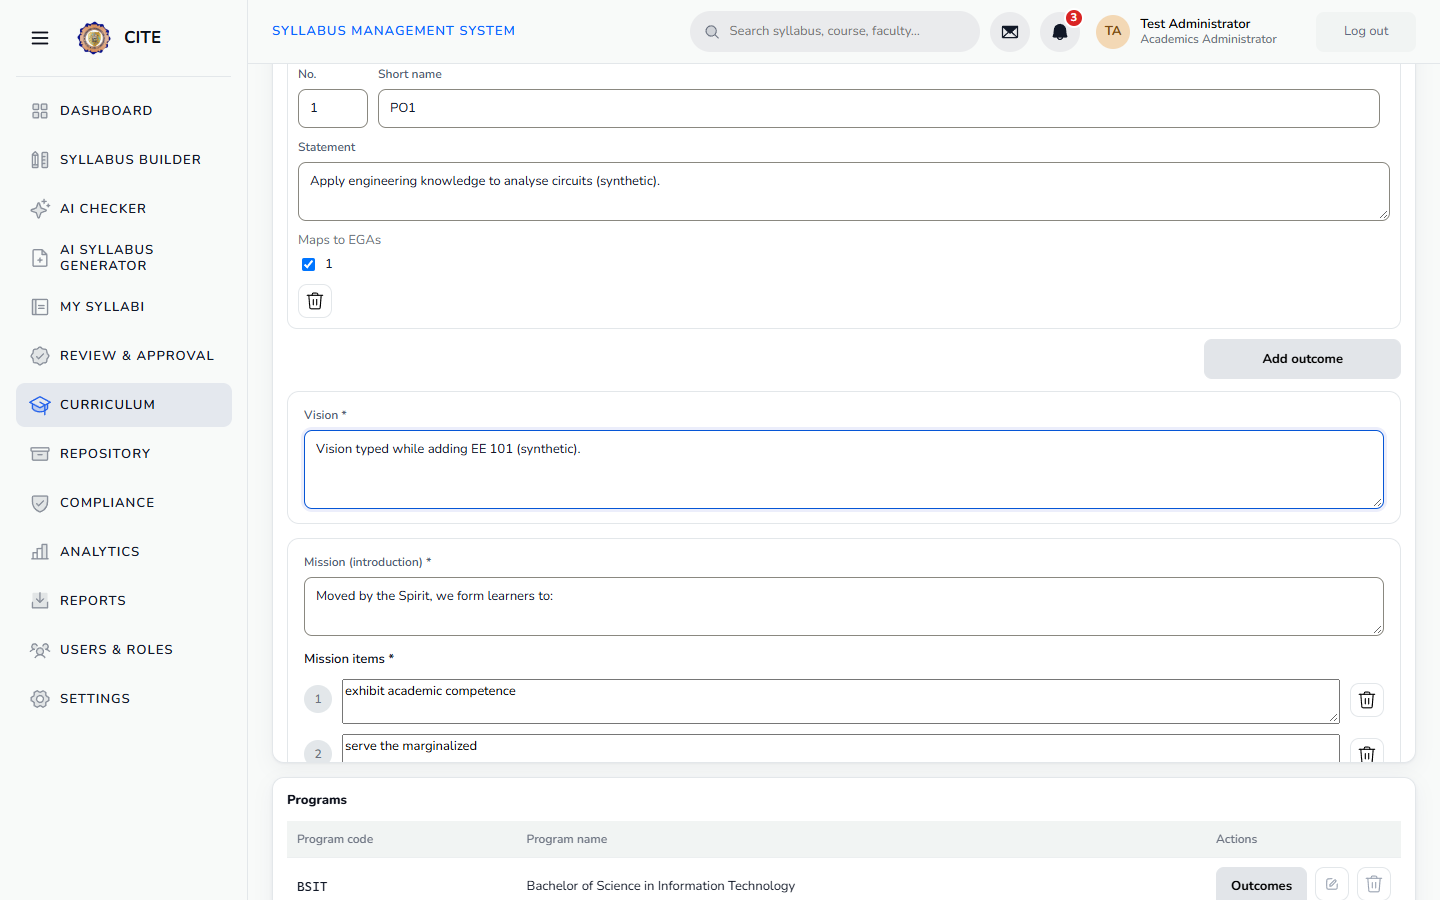 CITE
SYLLABUS MANAGEMENT SYSTEM
Search syllabus, course, faculty...
3
TA
Test Administrator
Academics Administrator
Log out
DASHBOARD
SYLLABUS BUILDER
AI CHECKER
AI SYLLABUS
GENERATOR
MY SYLLABI
REVIEW & APPROVAL
CURRICULUM
REPOSITORY
COMPLIANCE
ANALYTICS
REPORTS
USERS & ROLES
SETTINGS
No. Short name
1 PO1
Statement
Apply engineering knowledge to analyse circuits (synthetic).
Maps to EGAs
1
Add outcome
Vision *
Vision typed while adding EE 101 (synthetic).
Mission (introduction) *
Moved by the Spirit, we form learners to:
Mission items *
1 exhibit academic competence
2 serve the marginalized
Programs
Program code Program name Actions
BSIT Bachelor of Science in Information Technology Outcomes